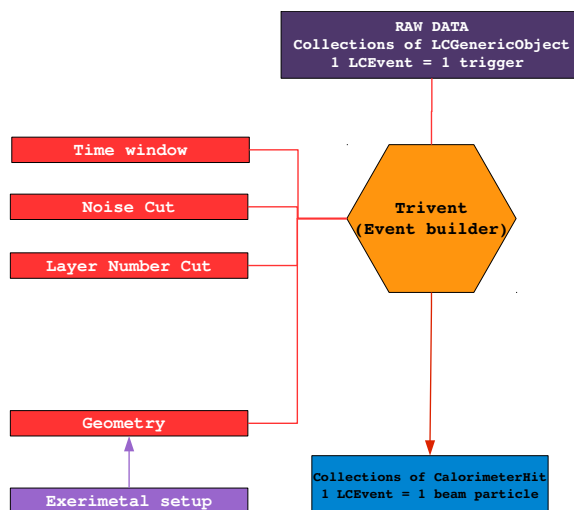 RAW DATA
Collections of LCGenericObject
1 LCEvent = 1 trigger
Time window
Noise Cut
Layer Number Cut
Trivent
(Event builder)
Geometry
Exerimetal setup
Collections of CalorimeterHit
1 LCEvent = 1 beam particle